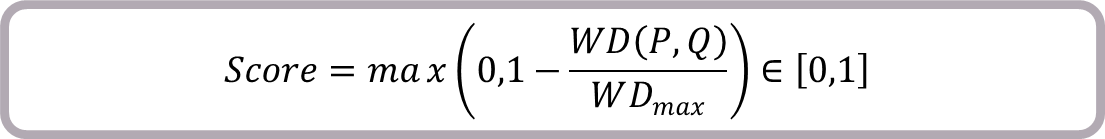 Score = max(0,1 − WD(P,Q)/WD_max) ∈ [0,1]